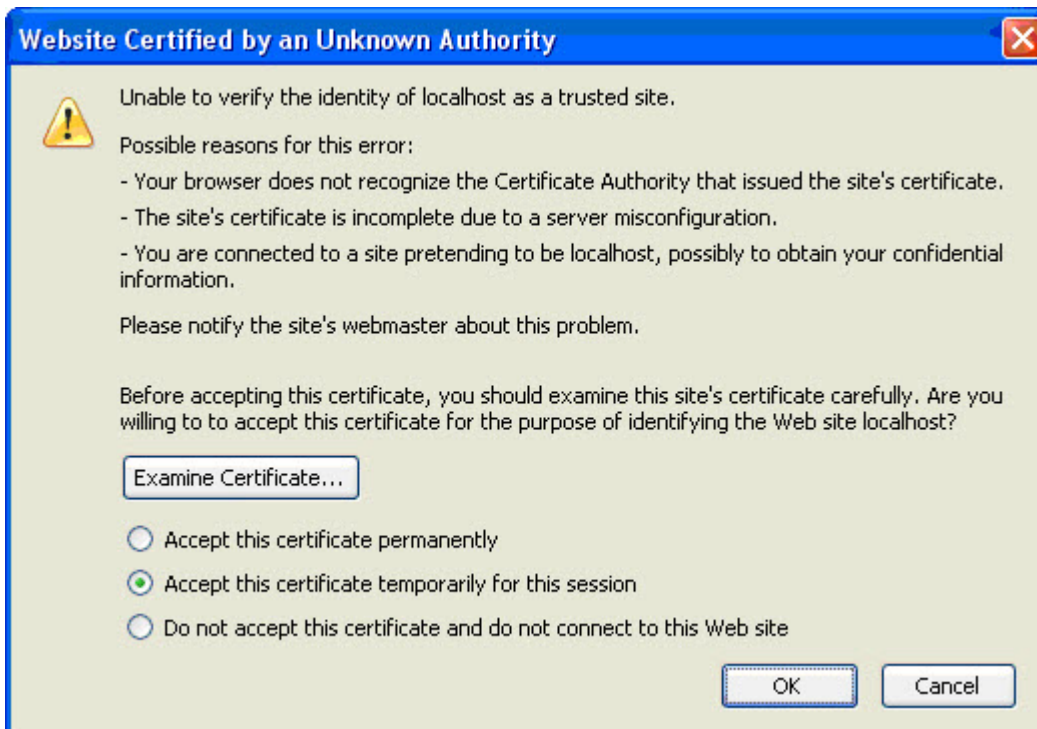 Website Certified by an Unknown Authority
Unable to verify the identity of localhost as a trusted site.
Possible reasons for this error:
- Your browser does not recognize the Certificate Authority that issued the site's certificate.
- The site's certificate is incomplete due to a server misconfiguration.
- You are connected to a site pretending to be localhost, possibly to obtain your confidential
information.
Please notify the site's webmaster about this problem.
Before accepting this certificate, you should examine this site's certificate carefully. Are you
willing to to accept this certificate for the purpose of identifying the Web site localhost?
Examine Certificate...
Accept this certificate permanently
Accept this certificate temporarily for this session
Do not accept this certificate and do not connect to this Web site
OK Cancel